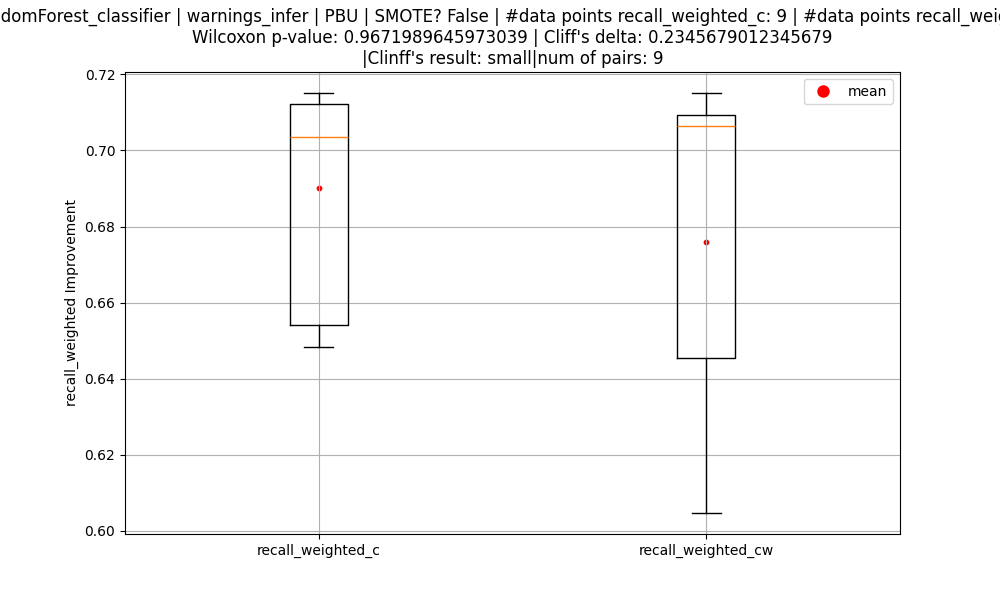 domForest_classifier | warnings_infer | PBU | SMOTE? False | #data points recall_weighted_c: 9 | #data points
Wilcoxon p-value: 0.9671989645973039 | Cliff's delta: 0.2345679012345679
|Clinff's result: small|num of pairs: 9
mean
0.72
0.70
0.68
0.66
0.64
0.62
0.60
recall_weighted Improvement
recall_weighted_c
recall_weighted_cw